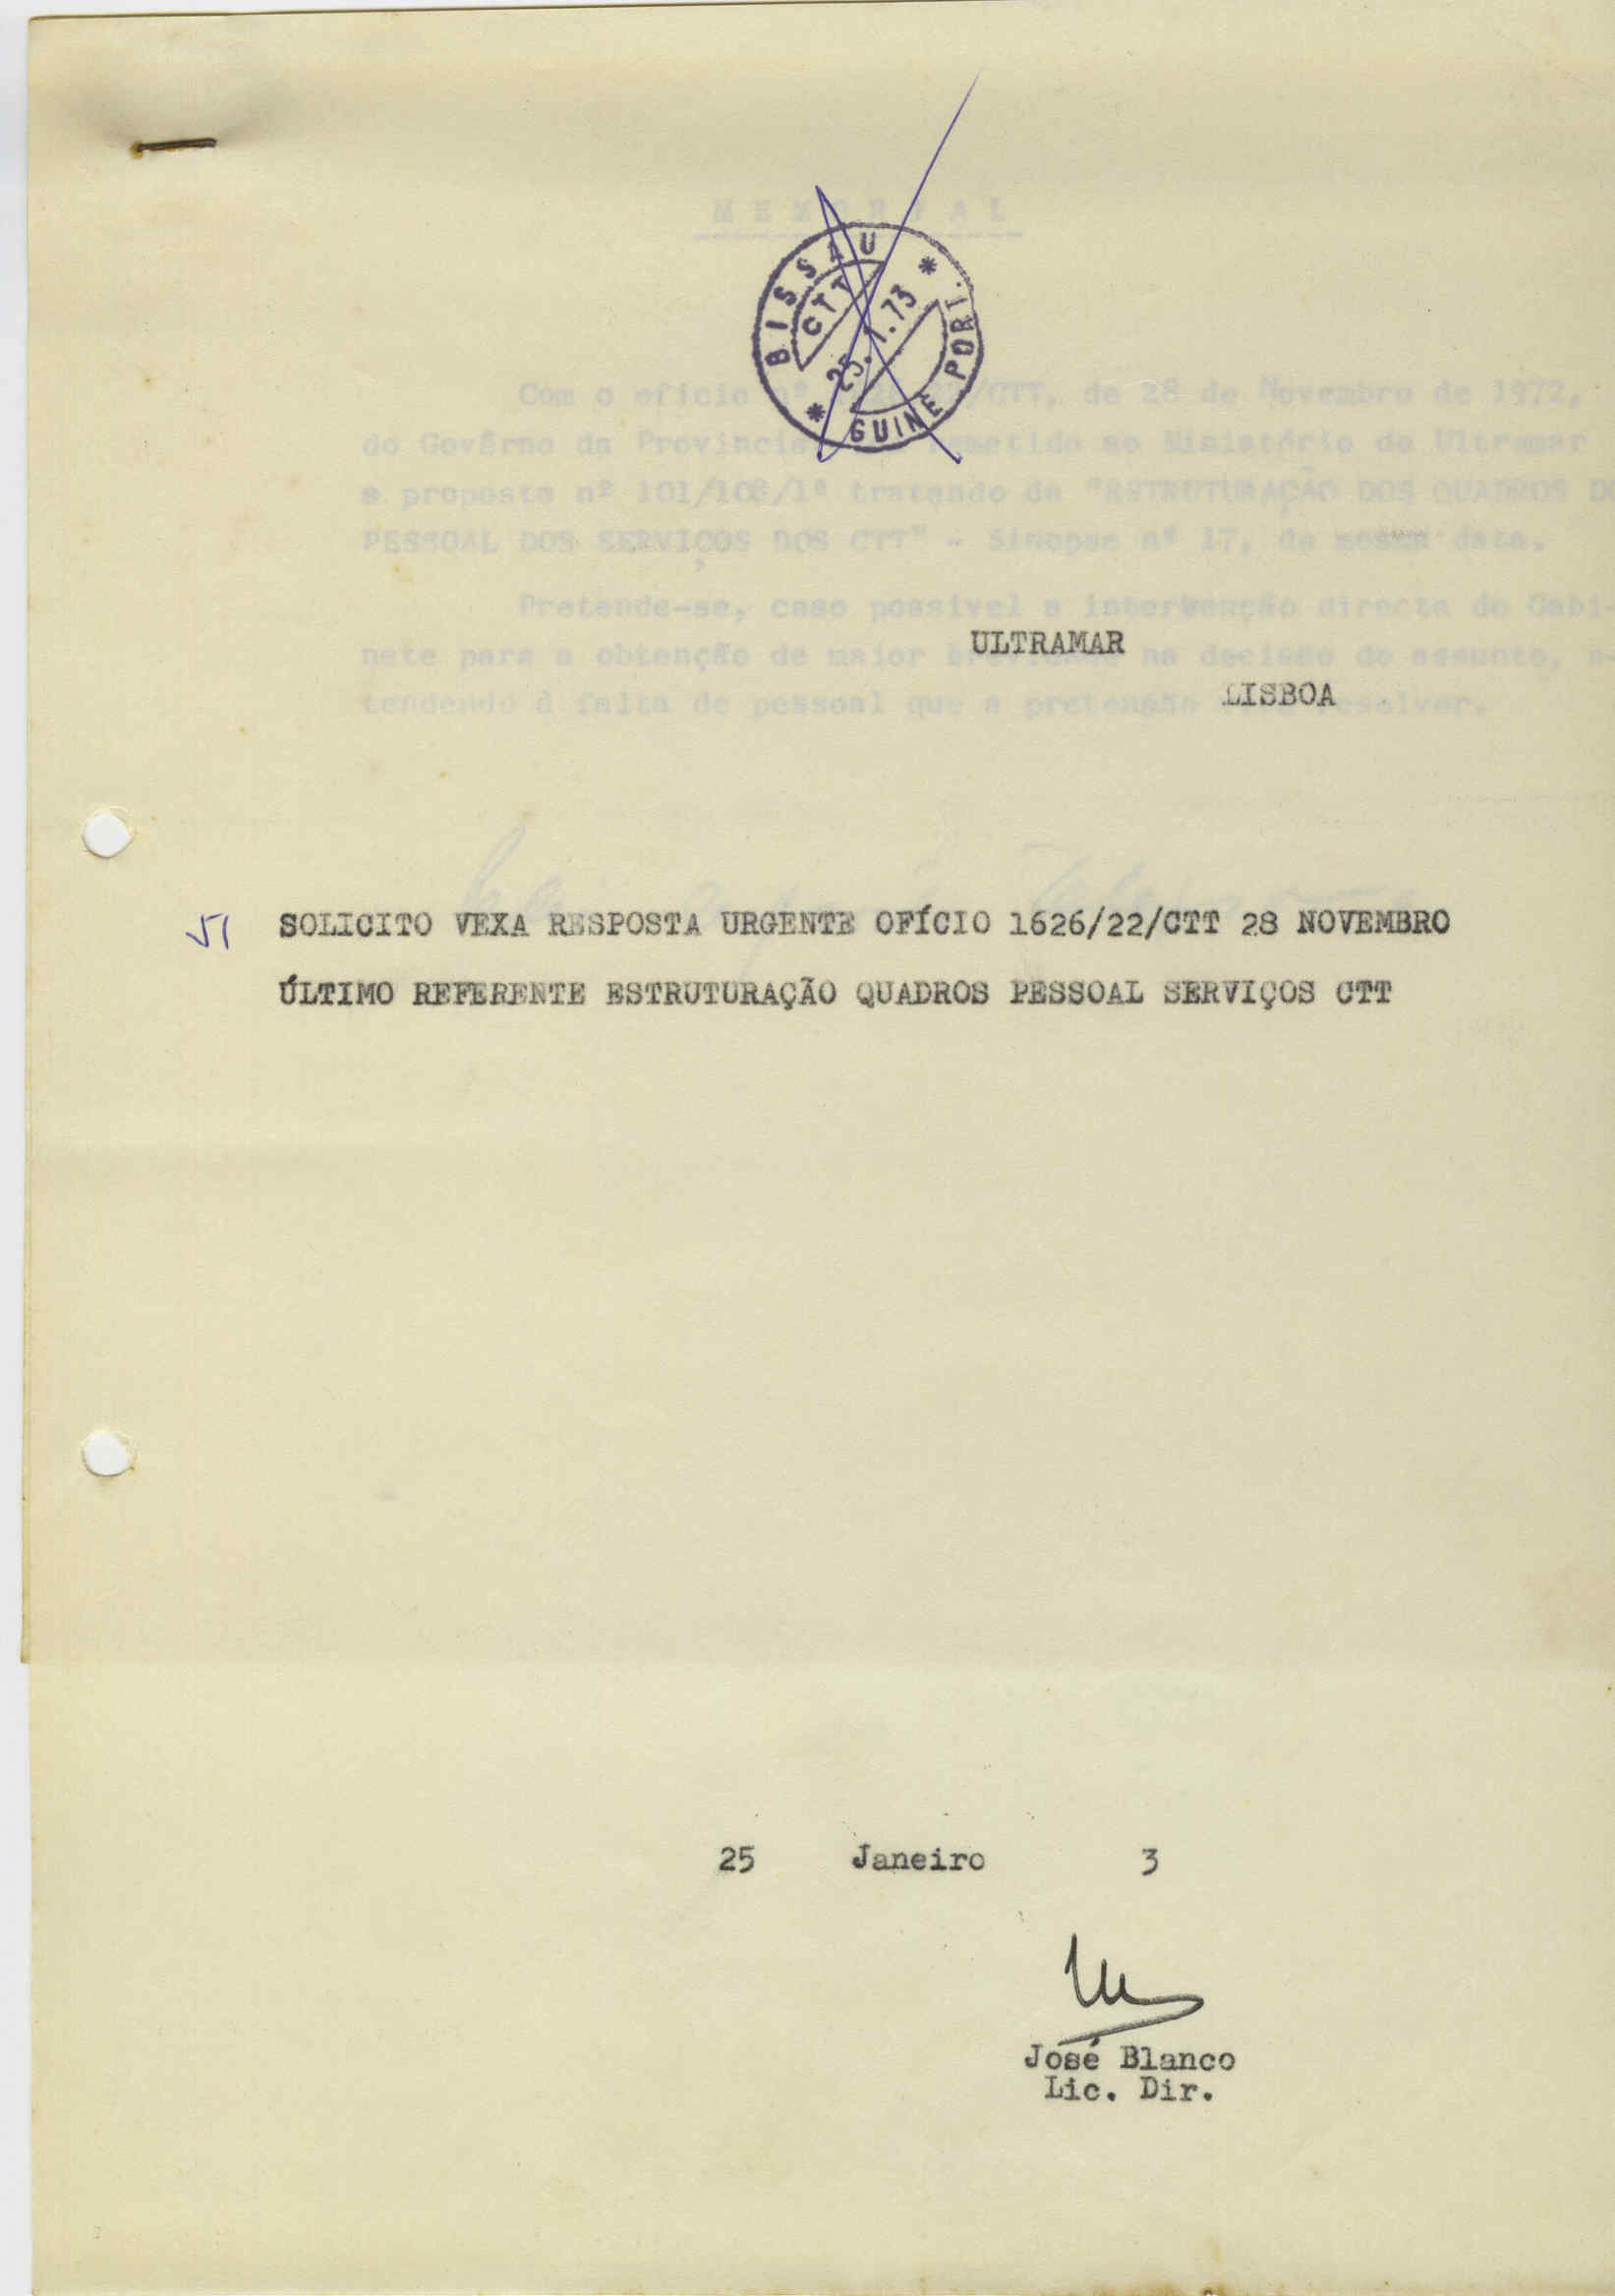 MEMORIAL
BISSAU
CTT
25.1.73
GUINÉ PORT.
Com o ofício nº /CTT, de 28 de Novembro de 1972,
do Govêrno da Província remetido ao Ministério do Ultramar
a proposta nº 101/108/1ª tratando da "ESTRUTURAÇÃO DOS QUADROS DO
PESSOAL DOS SERVIÇOS DOS CTT" - Sinopse nº 17, da mesma data.
Pretende-se, caso possivel a intervenção directa do Gabi-
nete para a obtenção de maior brevidade na decisão do assunto, a-
tendendo à falta de pessoal que a pretensão resolver.
ULTRAMAR
LISBOA
51 SOLICITO VEXA RESPOSTA URGENTE OFÍCIO 1626/22/CTT 28 NOVEMBRO
ÚLTIMO REFERENTE ESTRUTURAÇÃO QUADROS PESSOAL SERVIÇOS CTT
25 Janeiro 3
José Blanco
Lic. Dir.